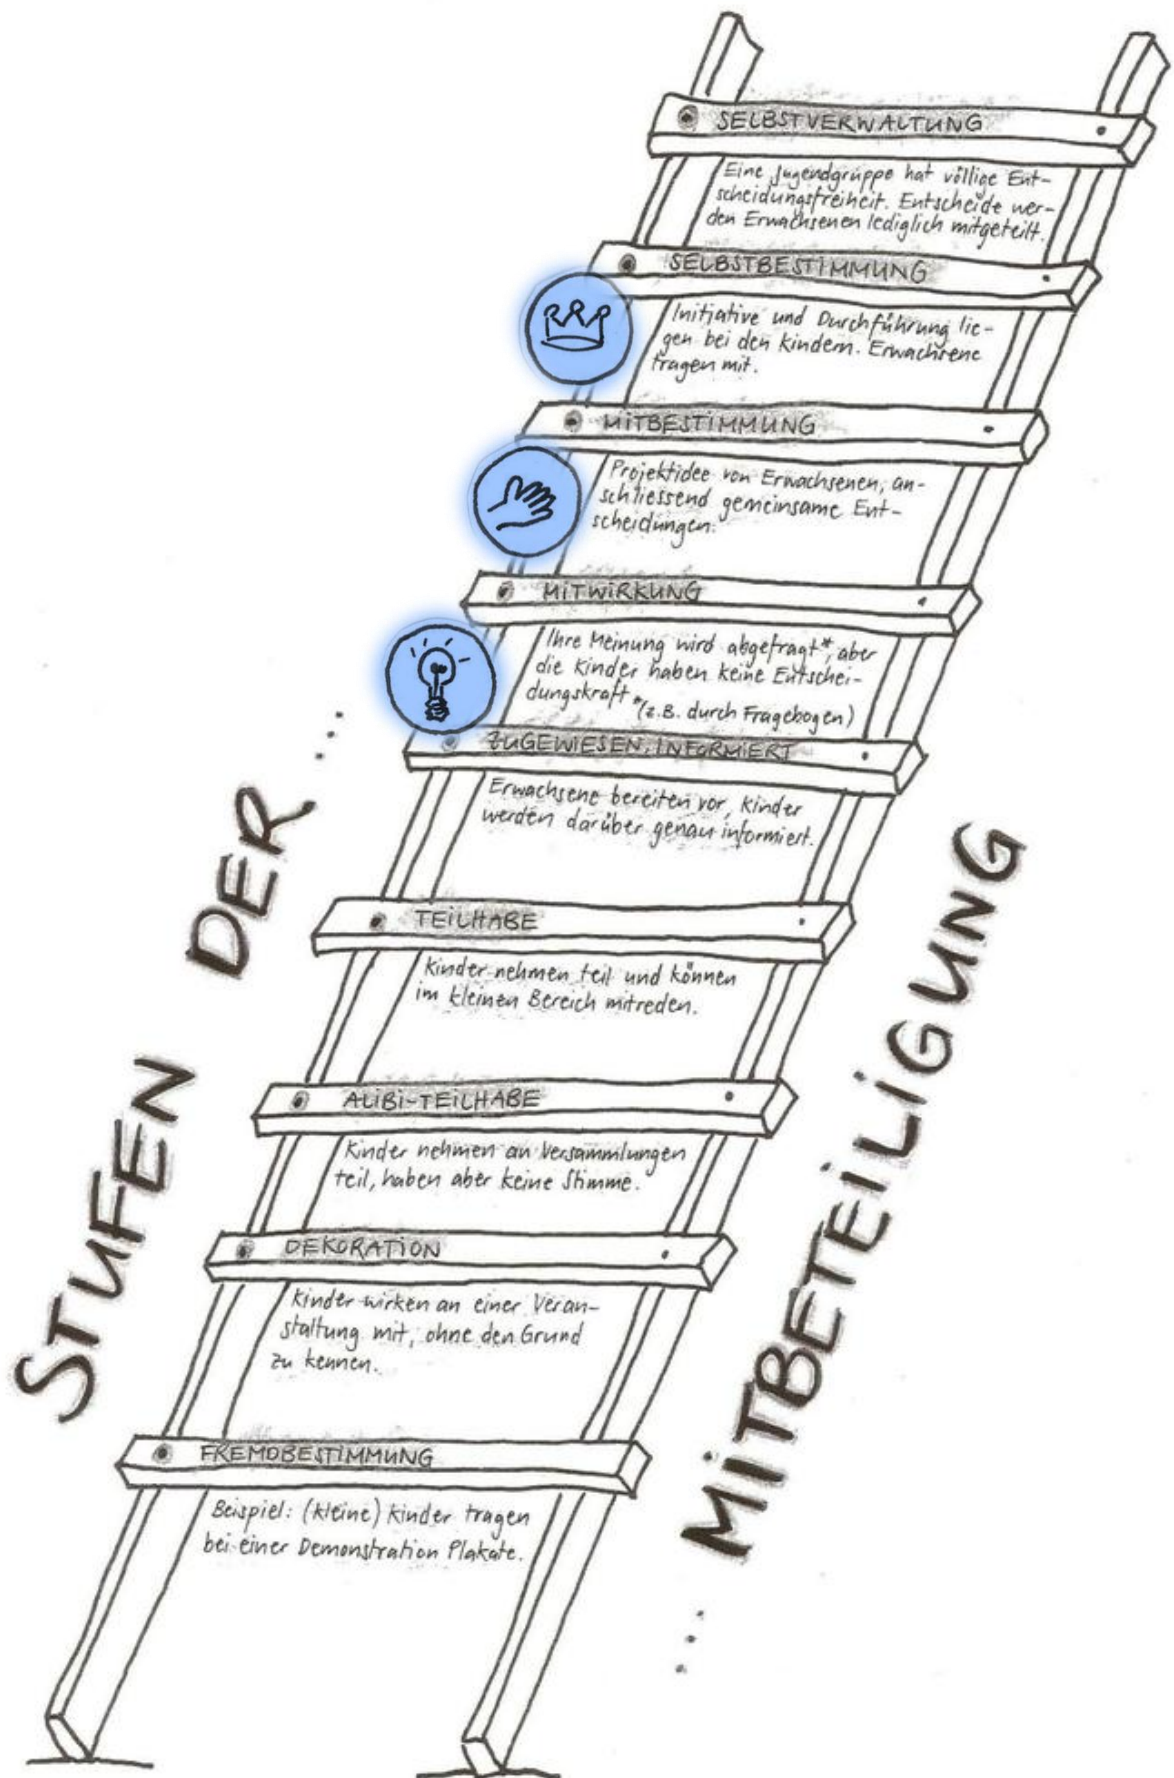 SELBSTVERWALTUNG
Eine Jugendgruppe hat völlige Ent-
scheidungsfreiheit. Entscheide wer-
den Erwachsenen lediglich mitgeteilt.
SELBSTBESTIMMUNG
Initiative und Durchführung lie-
gen bei den Kindern. Erwachsene
tragen mit.
MITBESTIMMUNG
Projektidee von Erwachsenen, an-
schliessend gemeinsame Ent-
scheidungen.
MITWIRKUNG
Ihre Meinung wird abgefragt*, aber
die Kinder haben keine Entschei-
dungskraft *(z.B. durch Fragebogen)
ZUGEWIESEN, INFORMIERT
Erwachsene bereiten vor, Kinder
werden darüber genau informiert.
TEILHABE
Kinder nehmen teil und können
im kleinen Bereich mitreden.
ALIBI-TEILHABE
Kinder nehmen an Versammlungen
teil, haben aber keine Stimme.
DEKORATION
Kinder wirken an einer Veran-
staltung mit, ohne den Grund
zu kennen.
FREMDBESTIMMUNG
Beispiel: (kleine) Kinder tragen
bei einer Demonstration Plakate.
STUFEN DER ...
... MITBETEILIGUNG